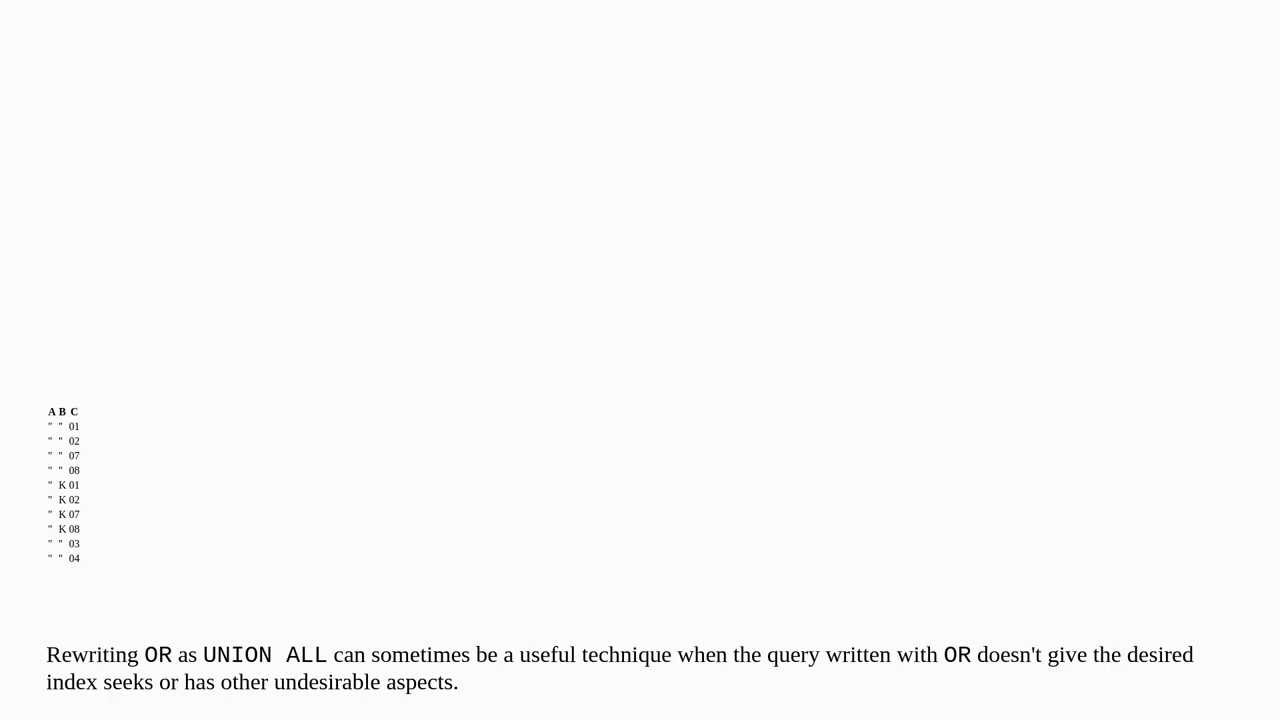 A B C
" " 01
" " 02
" " 07
" " 08
" K 01
" K 02
" K 07
" K 08
" " 03
" " 04
Rewriting OR as UNION ALL can sometimes be a useful technique when the query written with OR doesn't give the desired
index seeks or has other undesirable aspects.